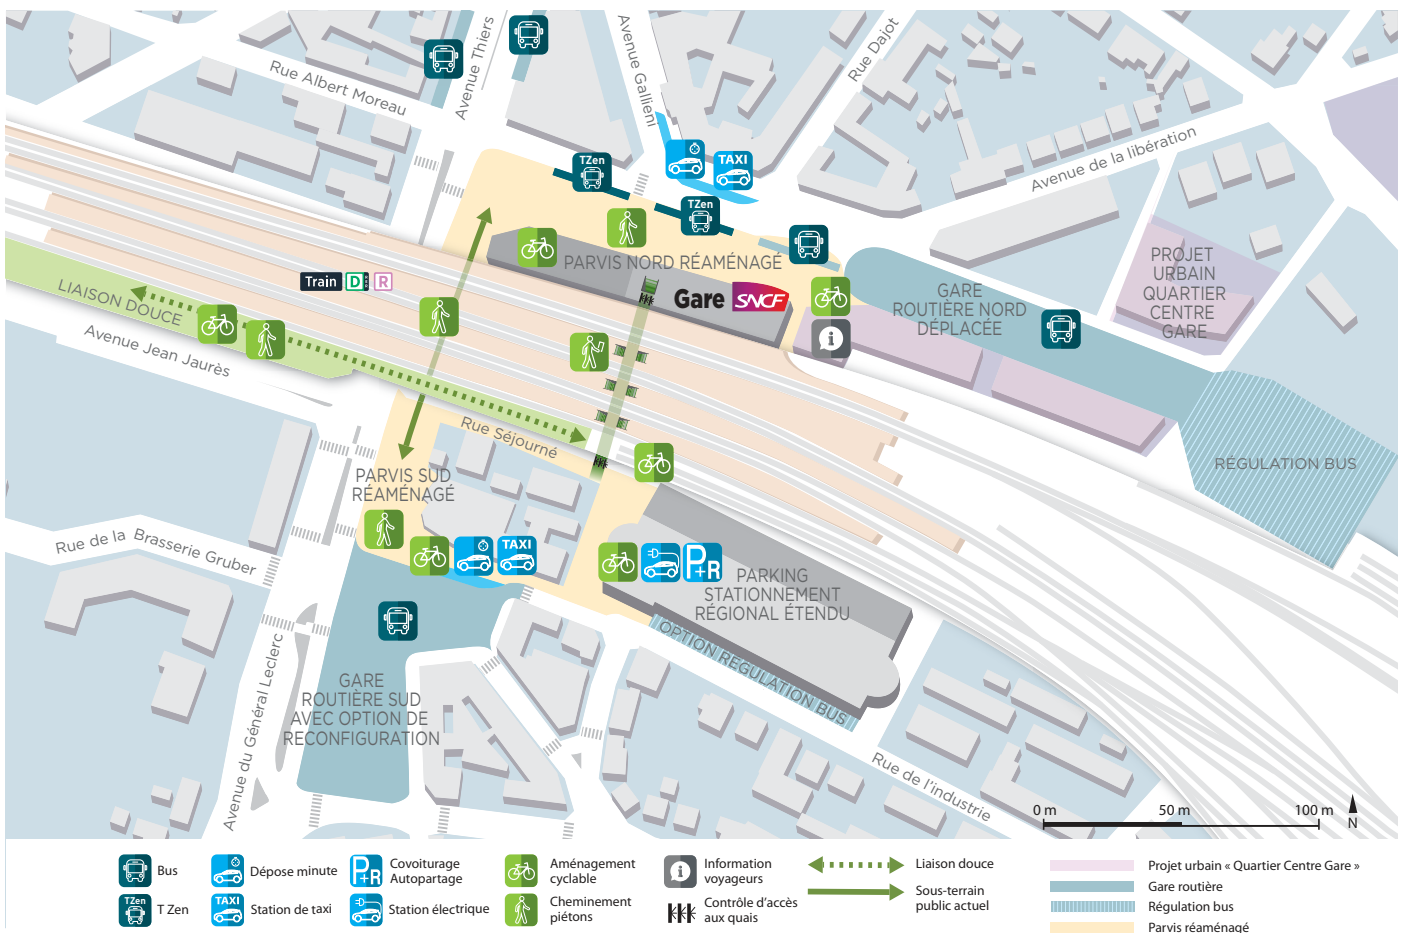 Avenue Thiers
Avenue Gallieni
Rue Dajot
Rue Albert Moreau
TZen
TAXI
Avenue de la libération
TZen
PARVIS NORD RÉAMÉNAGÉ
PROJET
URBAIN
QUARTIER
CENTRE
GARE
Train D RER R
Gare SNCF
GARE
ROUTIÈRE NORD
DÉPLACÉE
i
LIAISON DOUCE
Avenue Jean Jaurès
Rue Séjourné
RÉGULATION BUS
PARVIS SUD
RÉAMÉNAGÉ
Rue de la Brasserie Gruber
TAXI
P+R
PARKING
STATIONNEMENT
RÉGIONAL ÉTENDU
OPTION RÉGULATION BUS
Avenue du Général Leclerc
GARE
ROUTIÈRE SUD
AVEC OPTION DE
RECONFIGURATION
Rue de l'industrie
0 m 50 m 100 m
N
Bus
Dépose minute
P+R
Covoiturage
Autopartage
Aménagement
cyclable
i
Information
voyageurs
Liaison douce
TZen
T Zen
TAXI
Station de taxi
Station électrique
Cheminement
piétons
Contrôle d'accès
aux quais
Sous-terrain
public actuel
Projet urbain « Quartier Centre Gare »
Gare routière
Régulation bus
Parvis réaménagé